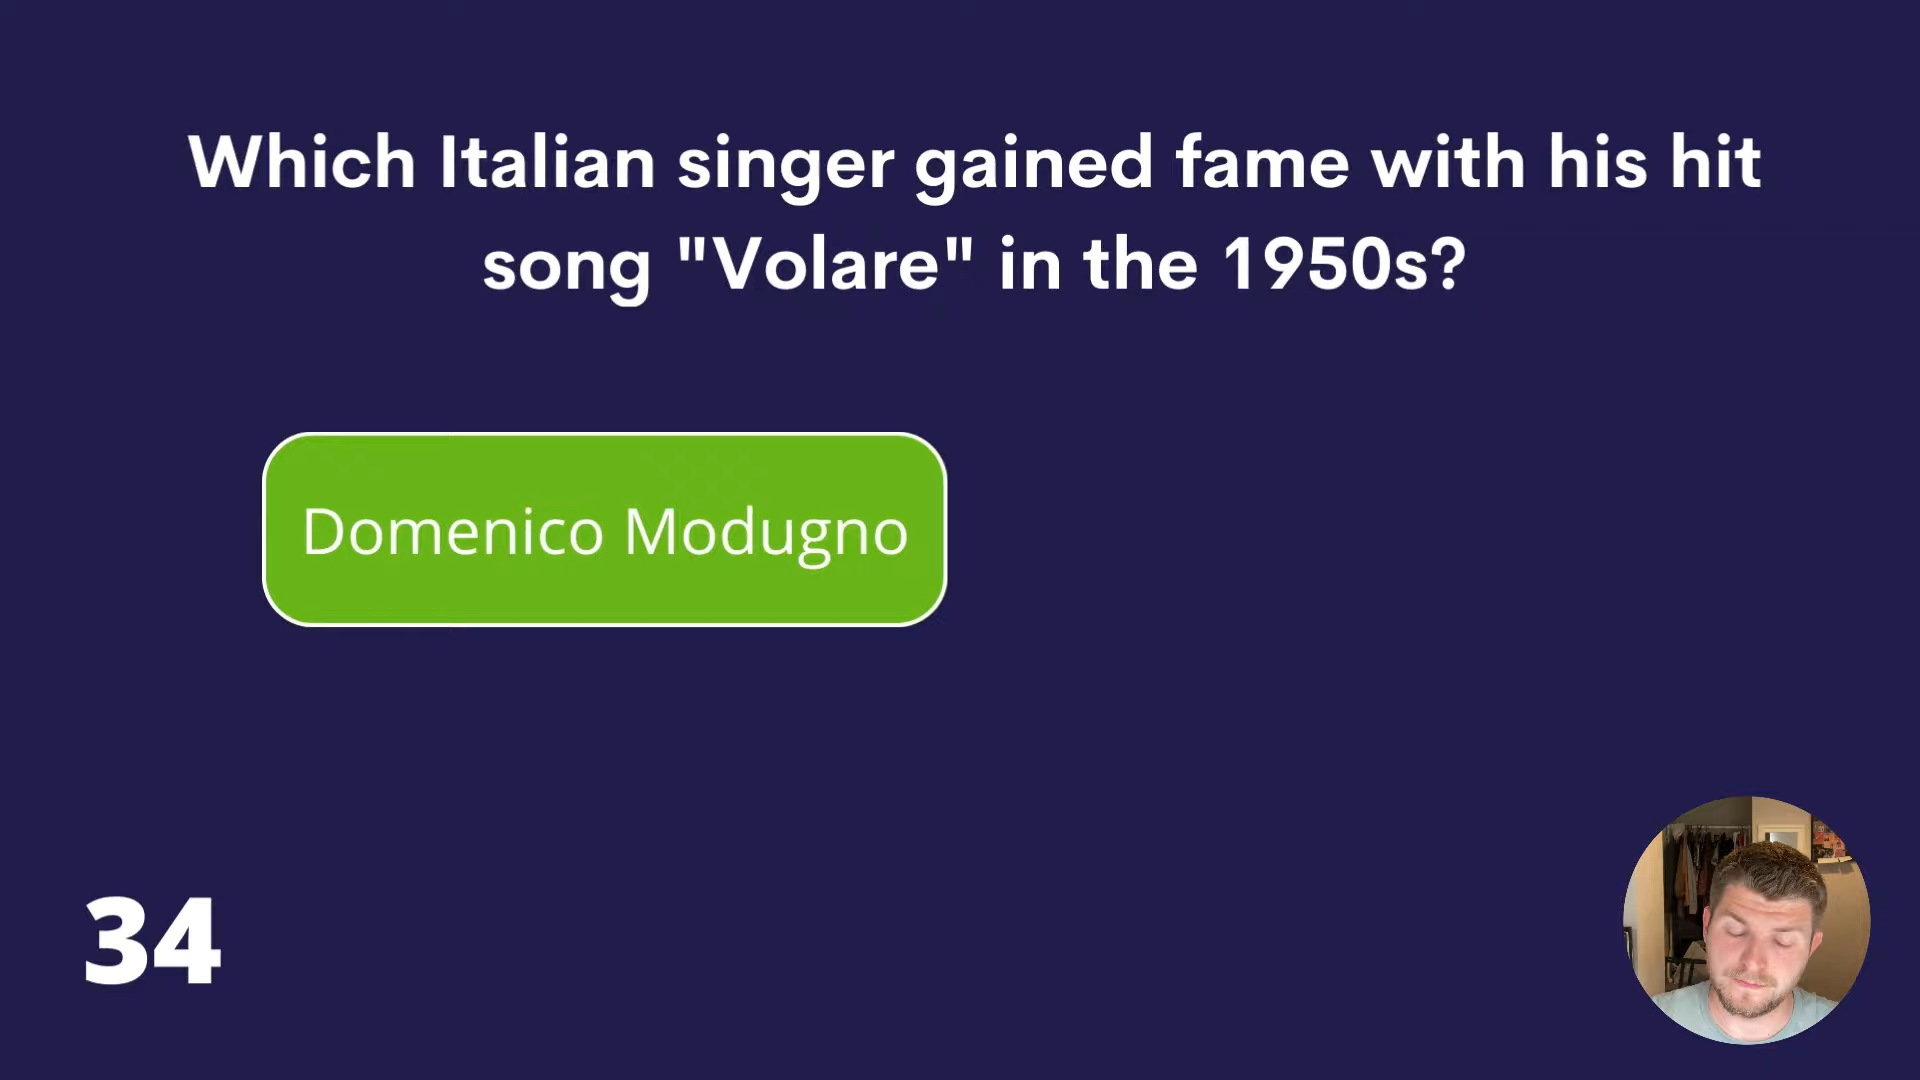 Which Italian singer gained fame with his hit
song "Volare" in the 1950s?
Domenico Modugno
34